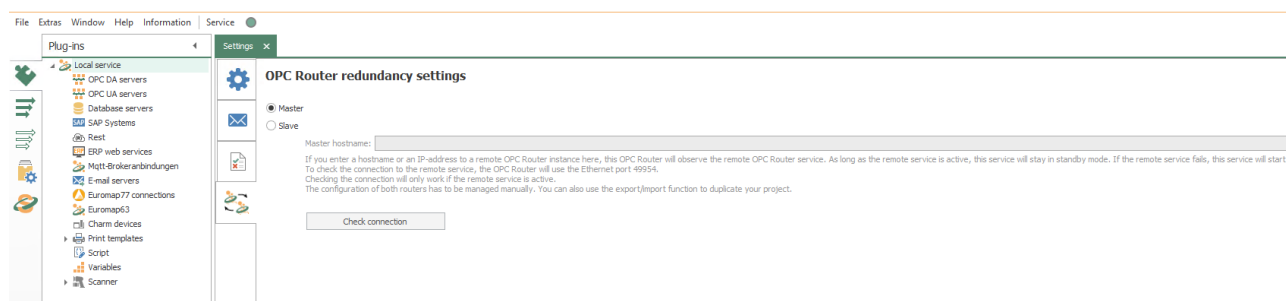 File Extras Window Help Information Service
Plug-ins
Settings
Local service
OPC DA servers
OPC UA servers
Database servers
SAP SAP Systems
Rest
ERP web services
Mqtt-Brokeranbindungen
E-mail servers
Euromap77 connections
Euromap63
Charm devices
Print templates
Script
Variables
Scanner
OPC Router redundancy settings
Master
Slave
Master hostname:
If you enter a hostname or an IP-address to a remote OPC Router instance here, this OPC Router will observe the remote OPC Router service. As long as the remote service is active, this service will stay in standby mode. If the remote service fails, this service will start
To check the connection to the remote service, the OPC Router will use the Ethernet port 49954.
Checking the connection will only work if the remote service is active.
The configuration of both routers has to be managed manually. You can also use the export/import function to duplicate your project.
Check connection